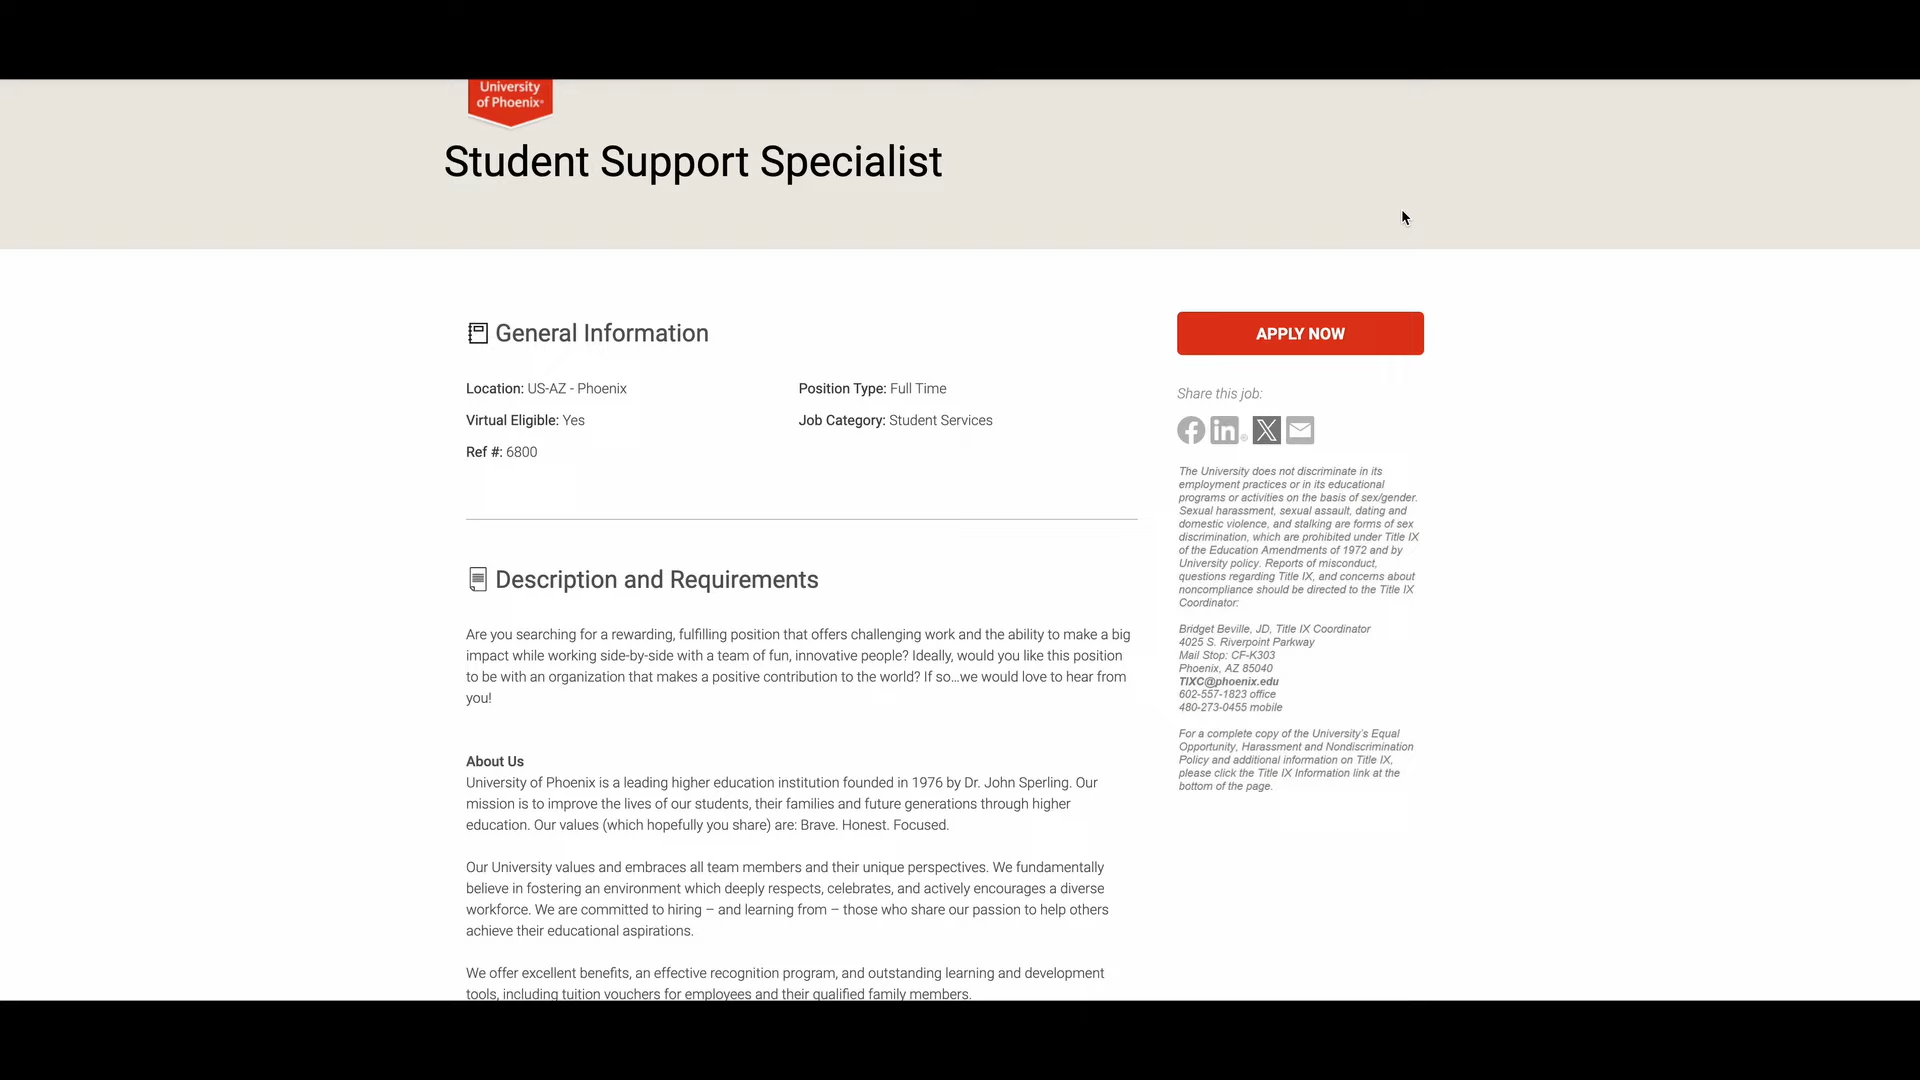 University
of Phoenix®
Student Support Specialist
General Information
Location: US-AZ - Phoenix
Position Type: Full Time
Virtual Eligible: Yes
Job Category: Student Services
Ref #: 6800
Description and Requirements
Are you searching for a rewarding, fulfilling position that offers challenging work and the ability to make a big
impact while working side-by-side with a team of fun, innovative people? Ideally, would you like this position
to be with an organization that makes a positive contribution to the world? If so…we would love to hear from
you!
About Us
University of Phoenix is a leading higher education institution founded in 1976 by Dr. John Sperling. Our
mission is to improve the lives of our students, their families and future generations through higher
education. Our values (which hopefully you share) are: Brave. Honest. Focused.
Our University values and embraces all team members and their unique perspectives. We fundamentally
believe in fostering an environment which deeply respects, celebrates, and actively encourages a diverse
workforce. We are committed to hiring – and learning from – those who share our passion to help others
achieve their educational aspirations.
We offer excellent benefits, an effective recognition program, and outstanding learning and development
tools, including tuition vouchers for employees and their qualified family members.
APPLY NOW
Share this job:
The University does not discriminate in its
employment practices or in its educational
programs or activities on the basis of sex/gender.
Sexual harassment, sexual assault, dating and
domestic violence, and stalking are forms of sex
discrimination, which are prohibited under Title IX
of the Education Amendments of 1972 and by
University policy. Reports of misconduct,
questions regarding Title IX, and concerns about
noncompliance should be directed to the Title IX
Coordinator:
Bridget Beville, JD, Title IX Coordinator
4025 S. Riverpoint Parkway
Mail Stop: CF-K303
Phoenix, AZ 85040
TIXC@phoenix.edu
602-557-1823 office
480-273-0455 mobile
For a complete copy of the University's Equal
Opportunity, Harassment and Nondiscrimination
Policy and additional information on Title IX,
please click the Title IX Information link at the
bottom of the page.